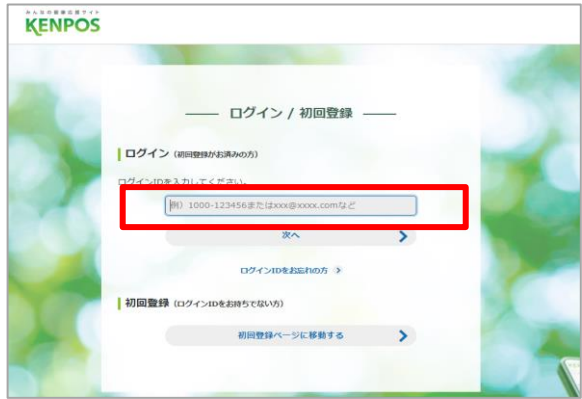 みんなの健康応援サイト
KENPOS
ログイン / 初回登録
ログイン (初回登録がお済みの方)
ログインIDを入力してください。
例）1000-123456またはxxx@xxxx.comなど
次へ
ログインIDをお忘れの方
初回登録 (ログインIDをお持ちでない方)
初回登録ページに移動する